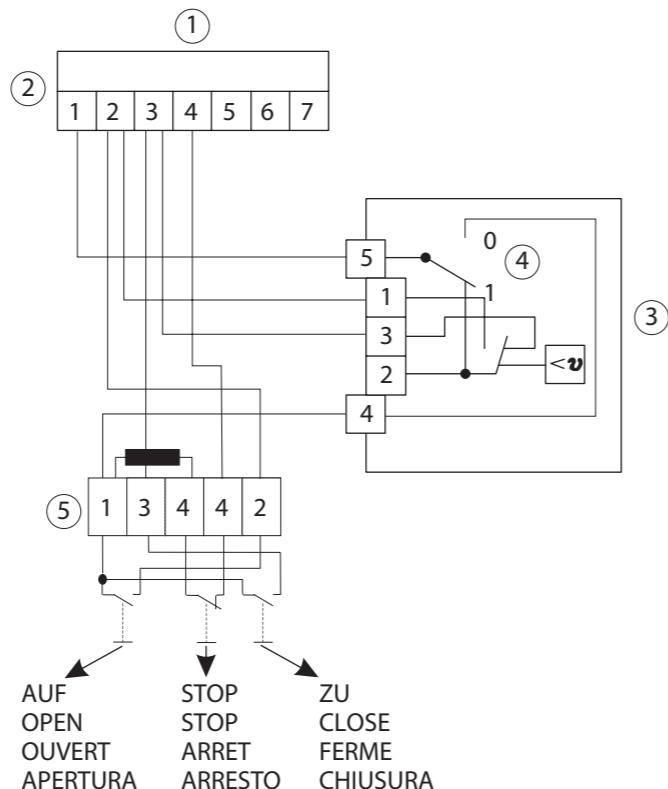 1
2
1 2 3 4 5 6 7
5
0
4
1
1
3
3
2
<υ
4
5
1 3 4 4 2
AUF STOP ZU
OPEN STOP CLOSE
OUVERT ARRET FERME
APERTURA ARRESTO CHIUSURA